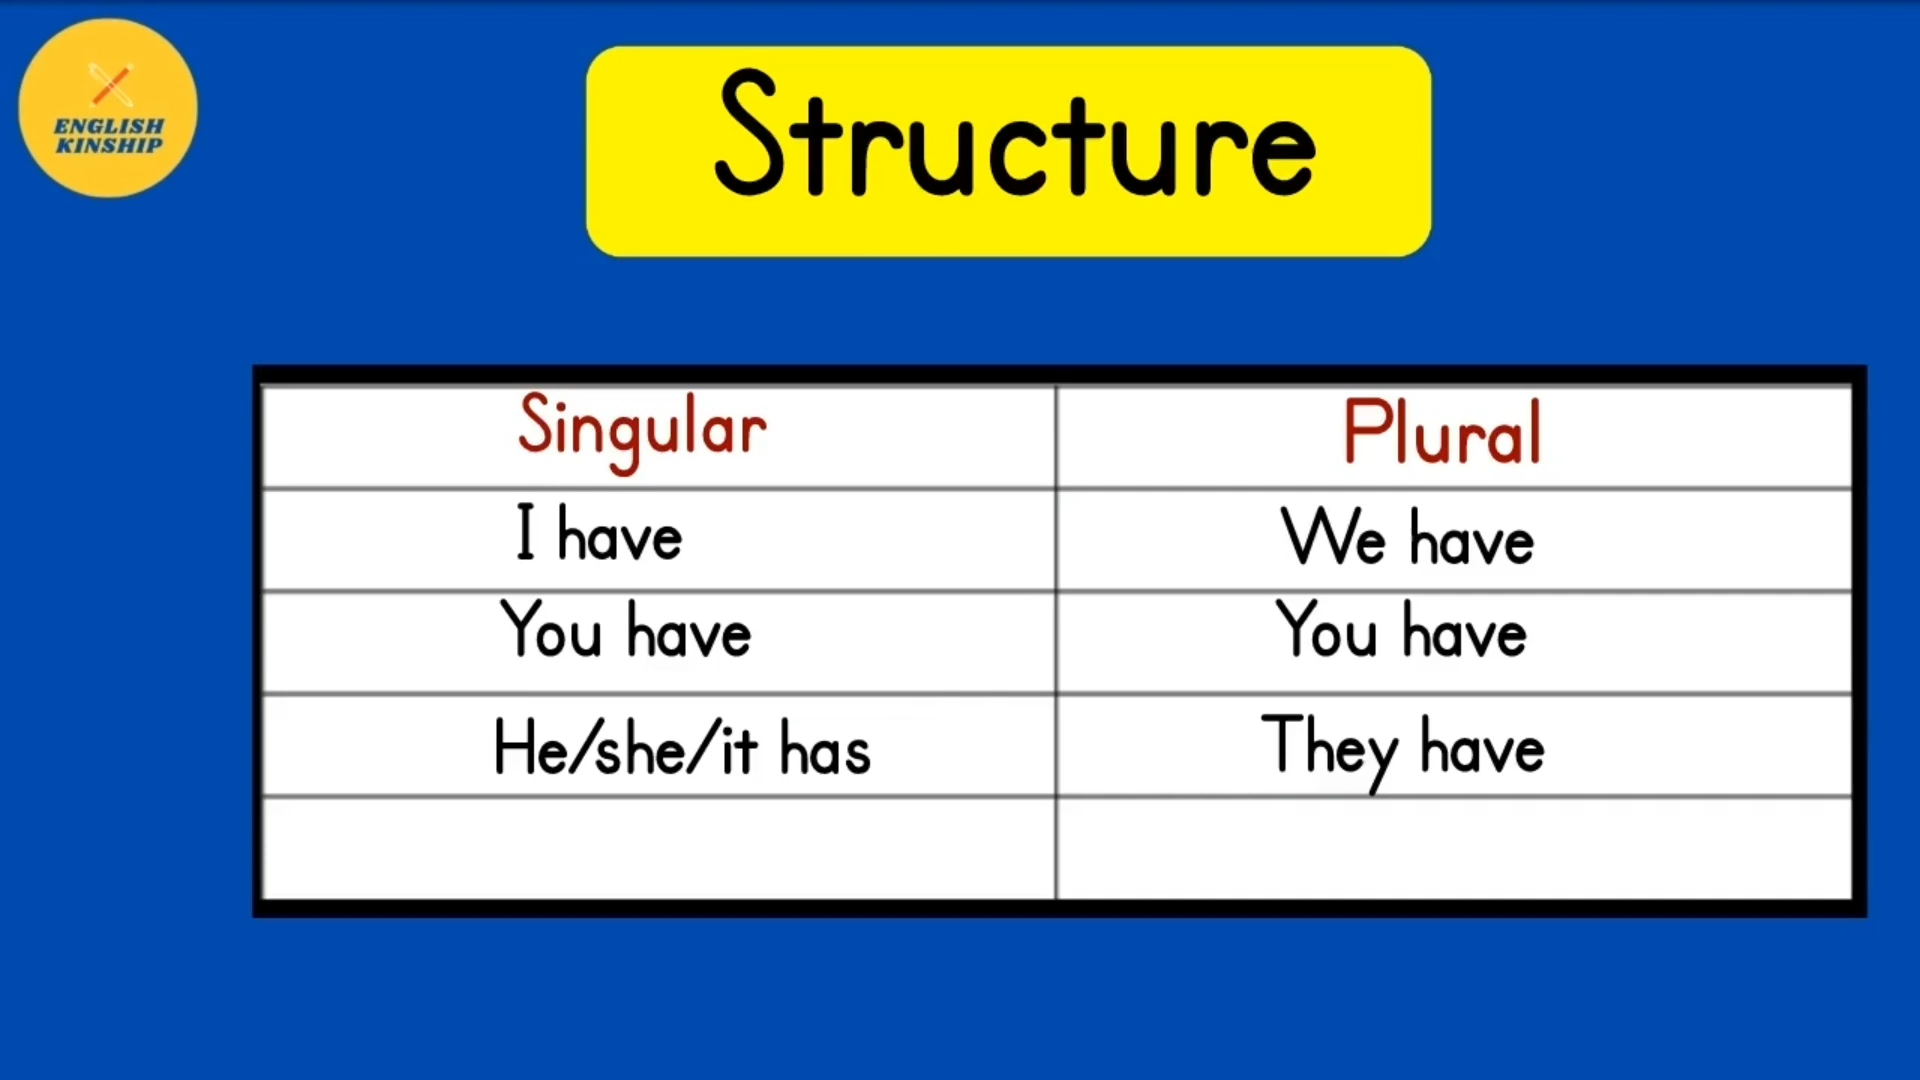 ENGLISH
KINSHIP
Structure
Singular Plural
I have We have
You have You have
He/she/it has They have